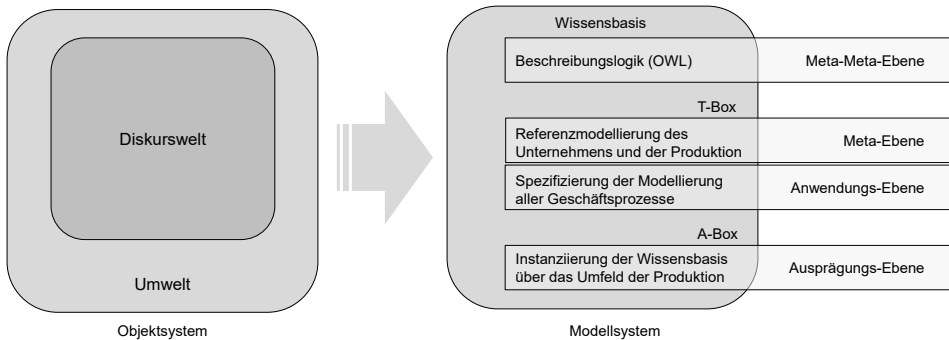 Diskurswelt
Umwelt
Objektsystem
Wissensbasis
Beschreibungslogik (OWL)
Meta-Meta-Ebene
T-Box
Referenzmodellierung des
Unternehmens und der Produktion
Meta-Ebene
Spezifizierung der Modellierung
aller Geschäftsprozesse
Anwendungs-Ebene
A-Box
Instanziierung der Wissensbasis
über das Umfeld der Produktion
Ausprägungs-Ebene
Modellsystem